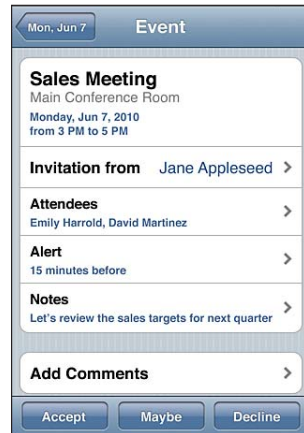 Mon, Jun 7
Event
Sales Meeting
Main Conference Room
Monday, Jun 7, 2010
from 3 PM to 5 PM
Invitation from Jane Appleseed
Attendees
Emily Harrold, David Martinez
Alert
15 minutes before
Notes
Let's review the sales targets for next quarter
Add Comments
Accept Maybe Decline